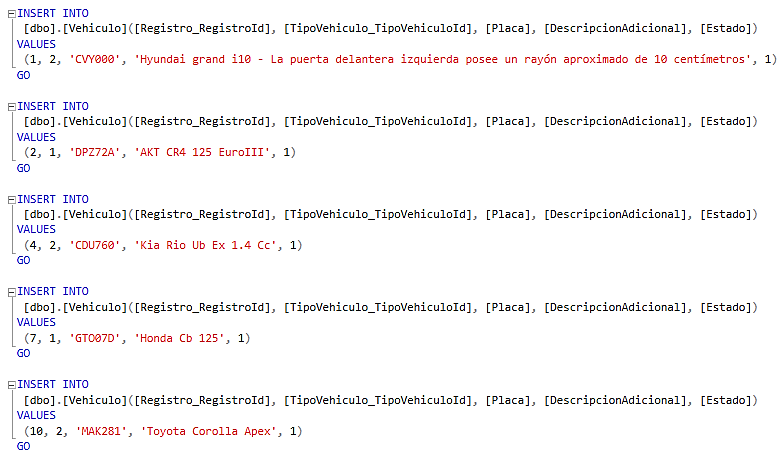 INSERT INTO
[dbo].[Vehiculo]([Registro_RegistroId], [TipoVehiculo_TipoVehiculoId], [Placa], [DescripcionAdicional], [Estado])
VALUES
(1, 2, 'CVY000', 'Hyundai grand i10 - La puerta delantera izquierda posee un rayón aproximado de 10 centímetros', 1)
GO
INSERT INTO
[dbo].[Vehiculo]([Registro_RegistroId], [TipoVehiculo_TipoVehiculoId], [Placa], [DescripcionAdicional], [Estado])
VALUES
(2, 1, 'DPZ72A', 'AKT CR4 125 EuroIII', 1)
GO
INSERT INTO
[dbo].[Vehiculo]([Registro_RegistroId], [TipoVehiculo_TipoVehiculoId], [Placa], [DescripcionAdicional], [Estado])
VALUES
(4, 2, 'CDU760', 'Kia Rio Ub Ex 1.4 Cc', 1)
GO
INSERT INTO
[dbo].[Vehiculo]([Registro_RegistroId], [TipoVehiculo_TipoVehiculoId], [Placa], [DescripcionAdicional], [Estado])
VALUES
(7, 1, 'GTO07D', 'Honda Cb 125', 1)
GO
INSERT INTO
[dbo].[Vehiculo]([Registro_RegistroId], [TipoVehiculo_TipoVehiculoId], [Placa], [DescripcionAdicional], [Estado])
VALUES
(10, 2, 'MAK281', 'Toyota Corolla Apex', 1)
GO